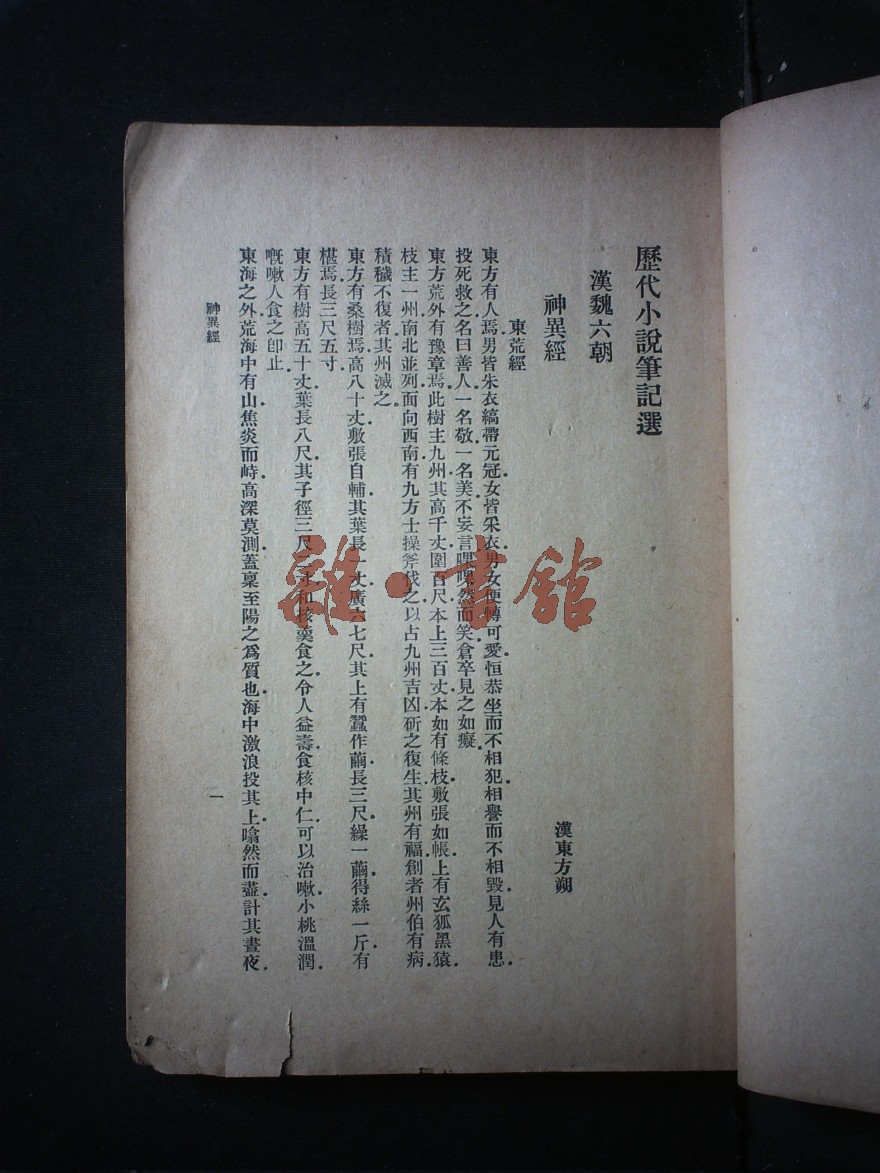 歷代小說筆記選
漢魏六朝
神異經
漢東方朔
東荒經
東方有人焉男皆朱衣縞帶元冠女皆采衣男女便轉可愛恒恭坐而不相犯相譽而不相毀見人有患
投死救之名曰善人一名敬一名美不妄言㗛㗛然而笑倉卒見之如癡
東方荒外有豫章焉此樹主九州其高千丈圍百尺本上三百丈本如有條枝敷張如帳上有玄狐黑猿
枝主一州南北並列面向西南有九力士操斧伐之以占九州吉凶斫之復生其州有福創者州伯有病
積穢不復者其州滅之
東方有桑樹焉高八十丈敷張自輔其葉長一丈廣六七尺其上有蠶作繭長三尺繰一繭得絲一斤有
椹焉長三尺五寸
東方有樹高五十丈葉長八尺其子徑三尺二寸和核羹食之令人益壽食核中仁可以治嗽小桃溫潤
嘅嗽人食之卽止
東海之外荒海中有山焦炎而峙高深莫測蓋稟至陽之爲質也海中激浪投其上噏然而盡計其晝夜
神異經
一
雜·書館